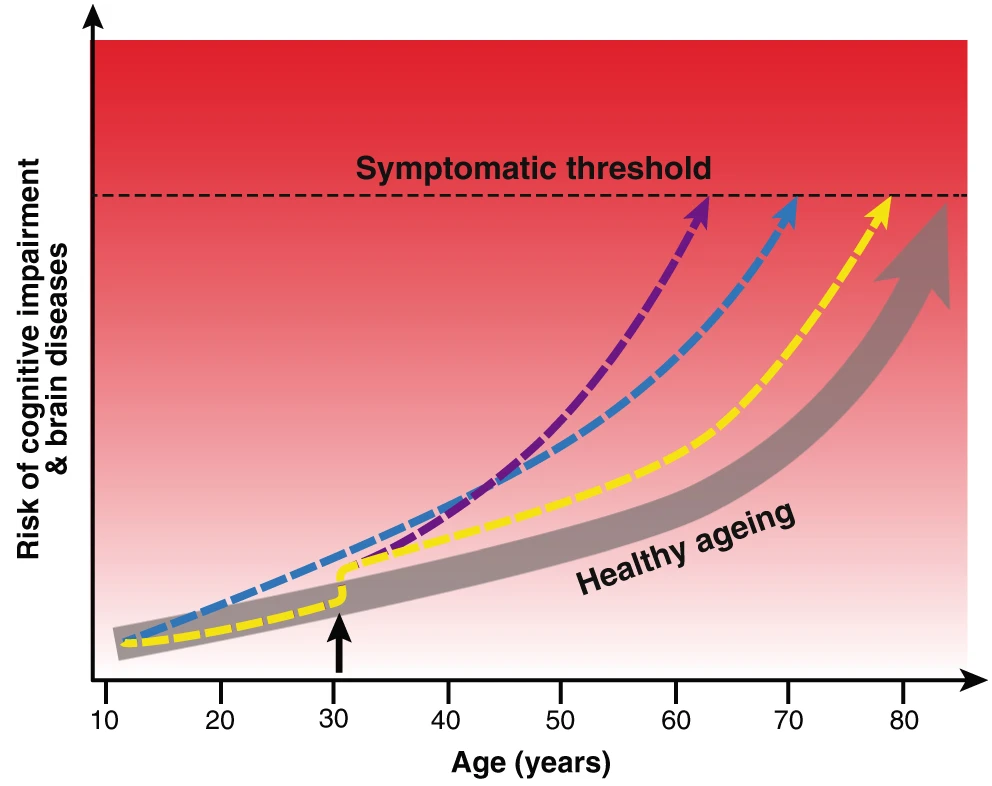 Symptomatic threshold
Risk of cognitive impairment
& brain diseases
Healthy ageing
10 20 30 40 50 60 70 80
Age (years)